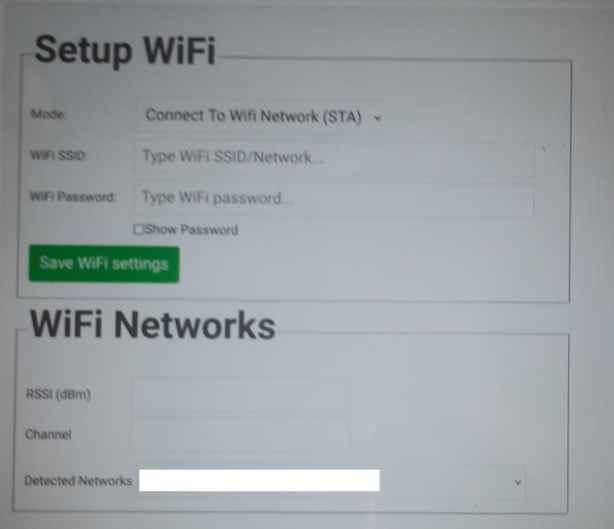 Setup WiFi
Mode: Connect To Wifi Network (STA)
WiFi SSID: Type WiFi SSID/Network...
WiFi Password: Type WiFi password...
Show Password
Save WiFi settings
WiFi Networks
RSSI (dBm)
Channel
Detected Networks